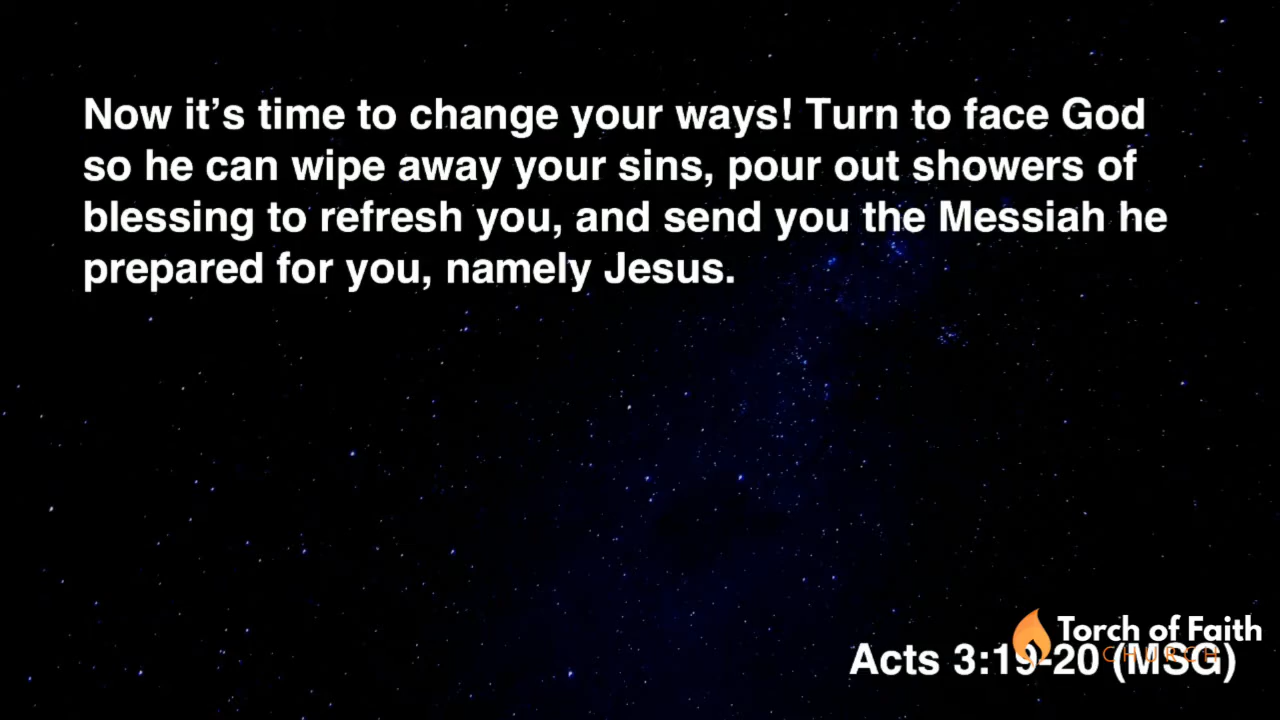 Now it’s time to change your ways! Turn to face God
so he can wipe away your sins, pour out showers of
blessing to refresh you, and send you the Messiah he
prepared for you, namely Jesus.
Torch of Faith
CHURCH
Acts 3:19-20 (MSG)